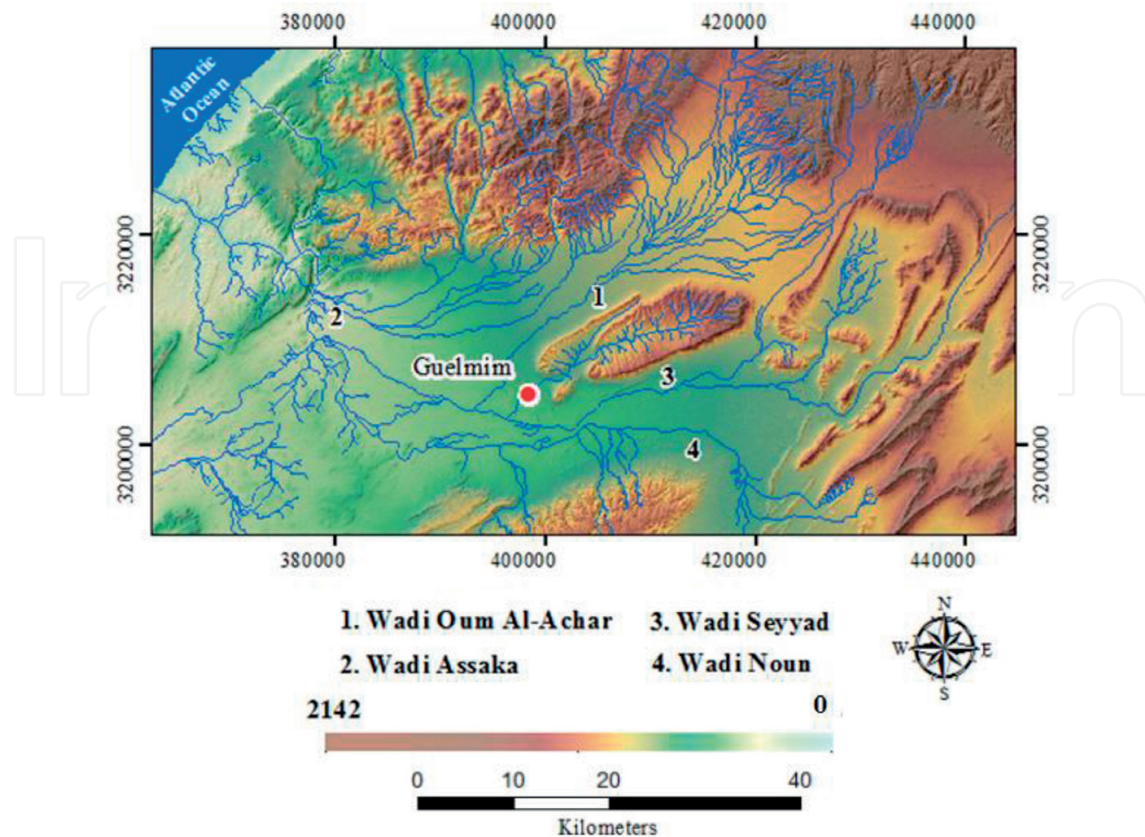 380000 400000 420000 440000
Atlantic
Ocean
3220000 3220000
1
2
Guelmim
3
4
3200000 3200000
380000 400000 420000 440000
1. Wadi Oum Al-Achar 3. Wadi Seyyad
2. Wadi Assaka 4. Wadi Noun
N
W E
S
2142 0
0 10 20 40
Kilometers